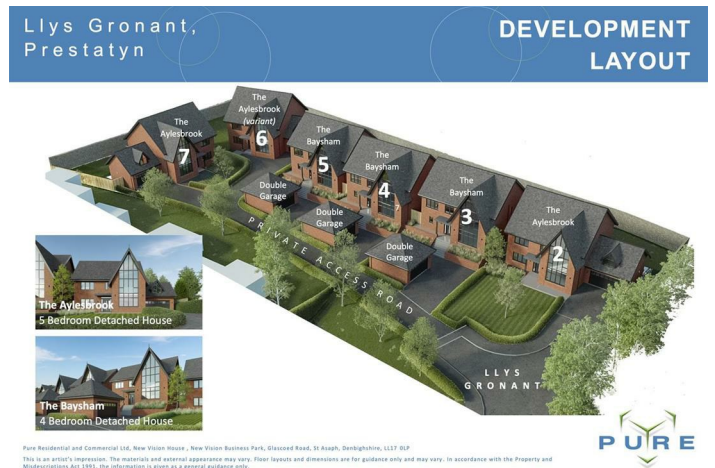 Llys Gronant,
Prestatyn
DEVELOPMENT
LAYOUT
The
Aylesbrook
7
The
Aylesbrook
(variant)
6
The
Baysham
5
The
Baysham
4
The
Baysham
3
The
Aylesbrook
2
Double
Garage
Double
Garage
Double
Garage
PRIVATE ACCESS ROAD
LLYS
GRONANT
The Aylesbrook
5 Bedroom Detached House
The Baysham
4 Bedroom Detached House
PURE
Pure Residential and Commercial Ltd, New Vision House , New Vision Business Park, Glascoed Road, St Asaph, Denbighshire, LL17 0LP
This is an artist's impression. The materials and external appearance may vary. Floor layouts and dimensions are for guidance only and may vary. In accordance with the Property and
Misdescriptions Act 1991, the information is given as a general guidance only.